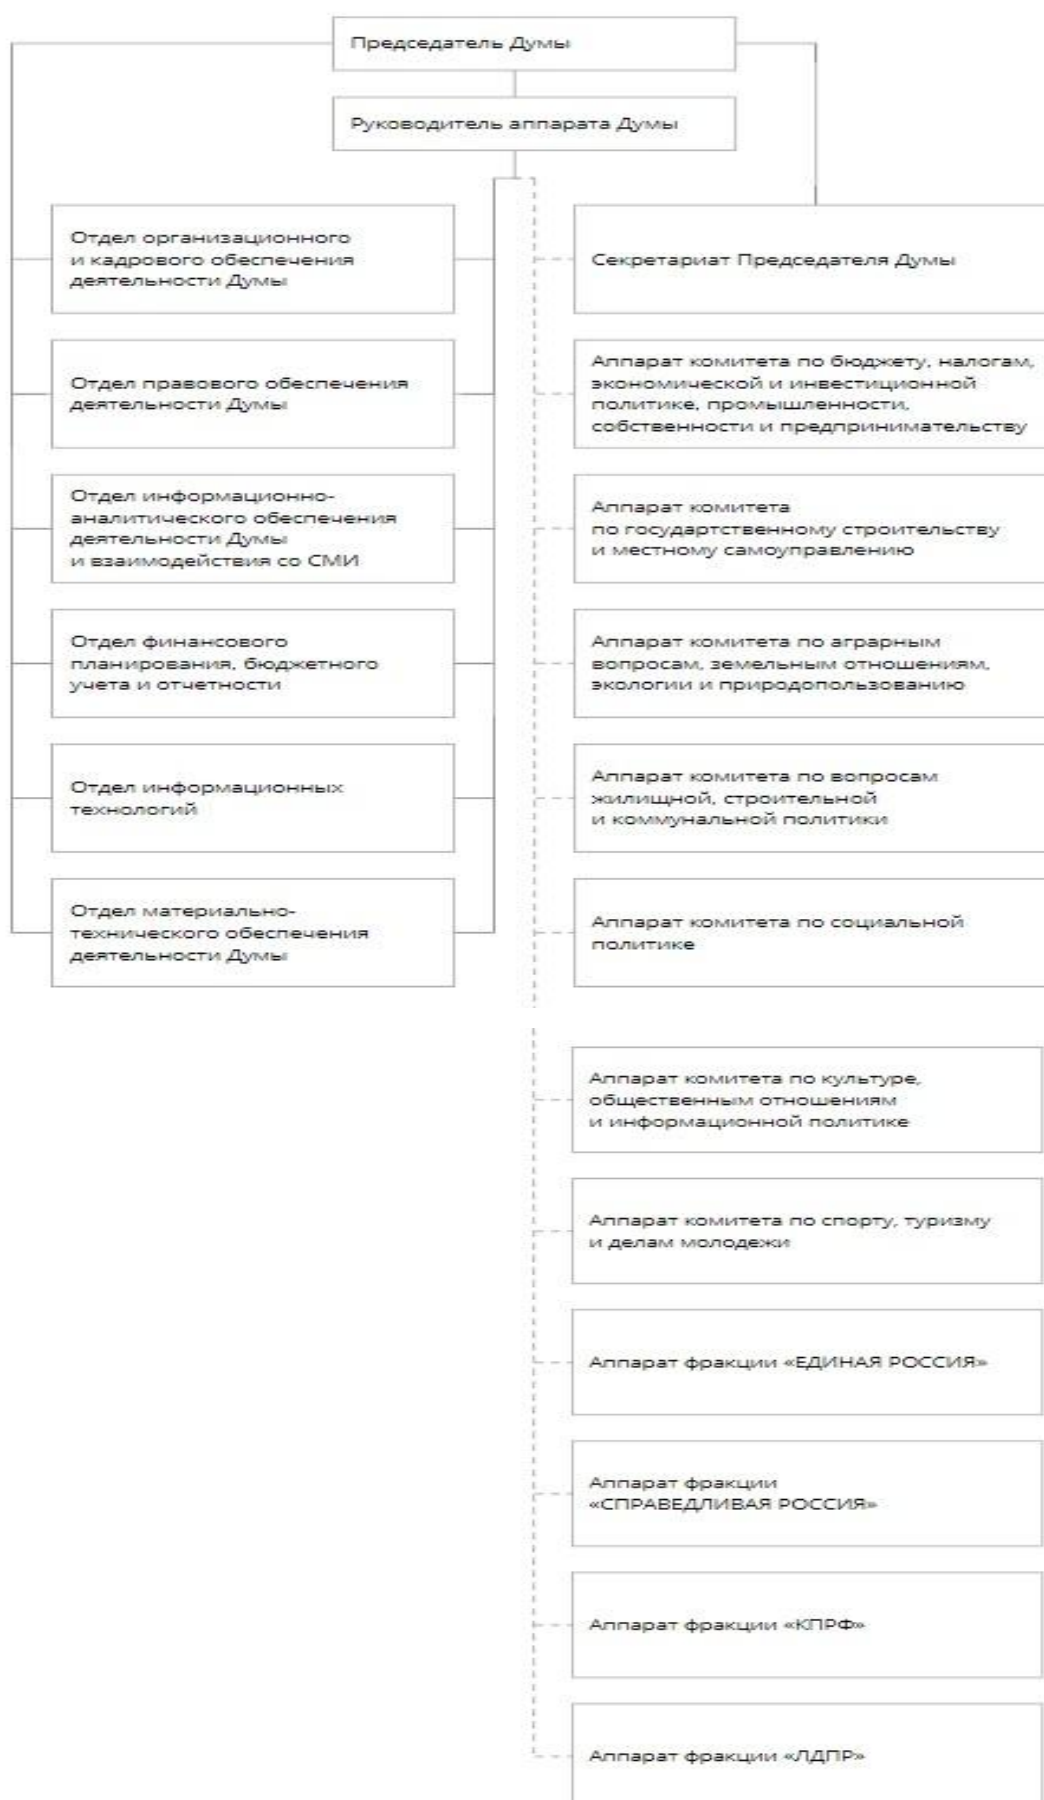 Председатель Думы
Руководитель аппарата Думы
Отдел организационного
и кадрового обеспечения
деятельности Думы
Секретариат Председателя Думы
Отдел правового обеспечения
деятельности Думы
Аппарат комитета по бюджету, налогам,
экономической и инвестиционной
политике, промышленности,
собственности и предпринимательству
Отдел информационно-
аналитического обеспечения
деятельности Думы
и взаимодействия со СМИ
Аппарат комитета
по государтственному строительству
и местному самоуправлению
Отдел финансового
планирования, бюджетного
учета и отчетности
Аппарат комитета по аграрным
вопросам, земельным отношениям,
экологии и природопользованию
Отдел информационных
технологий
Аппарат комитета по вопросам
жилищной, строительной
и коммунальной политики
Отдел материально-
технического обеспечения
деятельности Думы
Аппарат комитета по социальной
политике
Аппарат комитета по культуре,
общественным отношениям
и информационной политике
Аппарат комитета по спорту, туризму
и делам молодежи
Аппарат фракции «ЕДИНАЯ РОССИЯ»
Аппарат фракции
«СПРАВЕДЛИВАЯ РОССИЯ»
Аппарат фракции «КПРФ»
Аппарат фракции «ЛДПР»